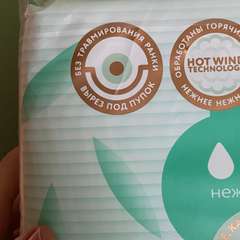 БЕЗ ТРАВМИРОВАНИЯ РАНКИ
ВЫРЕЗ ПОД ПУПОК
ОБРАБОТАНЫ ГОРЯЧИ
HOT WIND
TECHNOLOG
НЕЖНЕЕ НЕЖН
неж